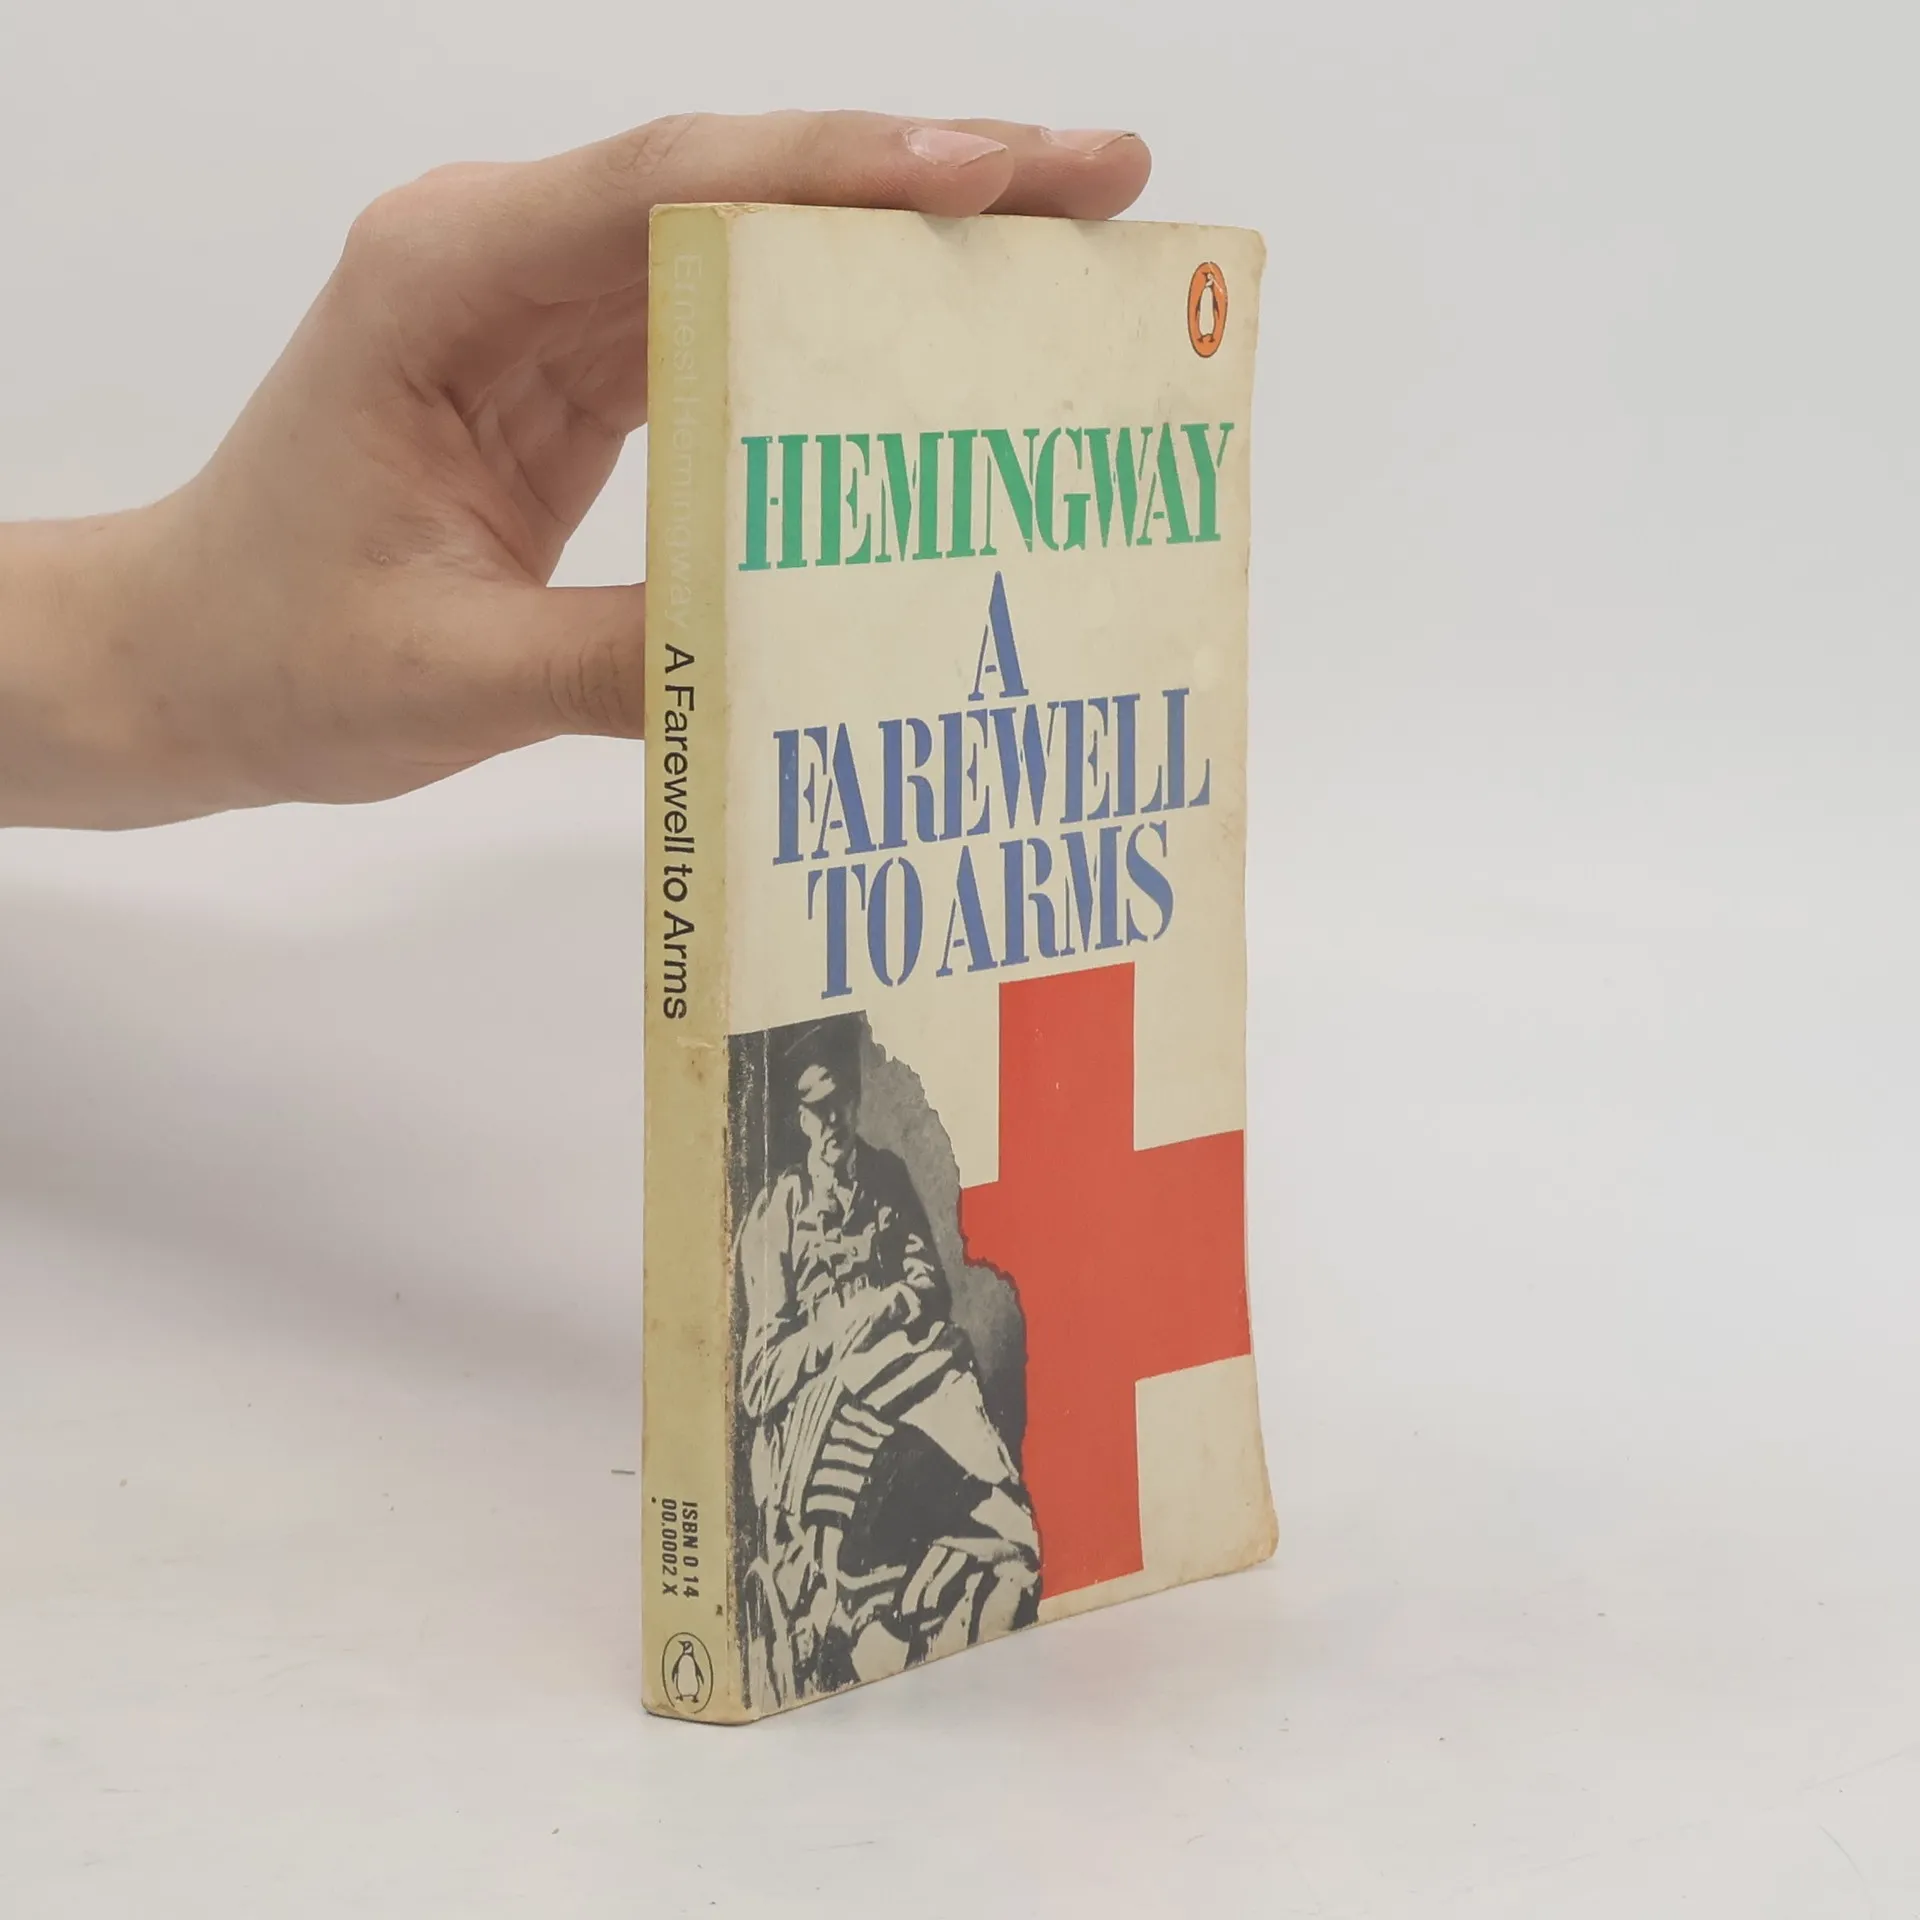 Ernest Hemingway A Farewell to Arms
ISBN 0 14
00.0002 X
HEMINGWAY
A
FAREWELL
TO ARMS